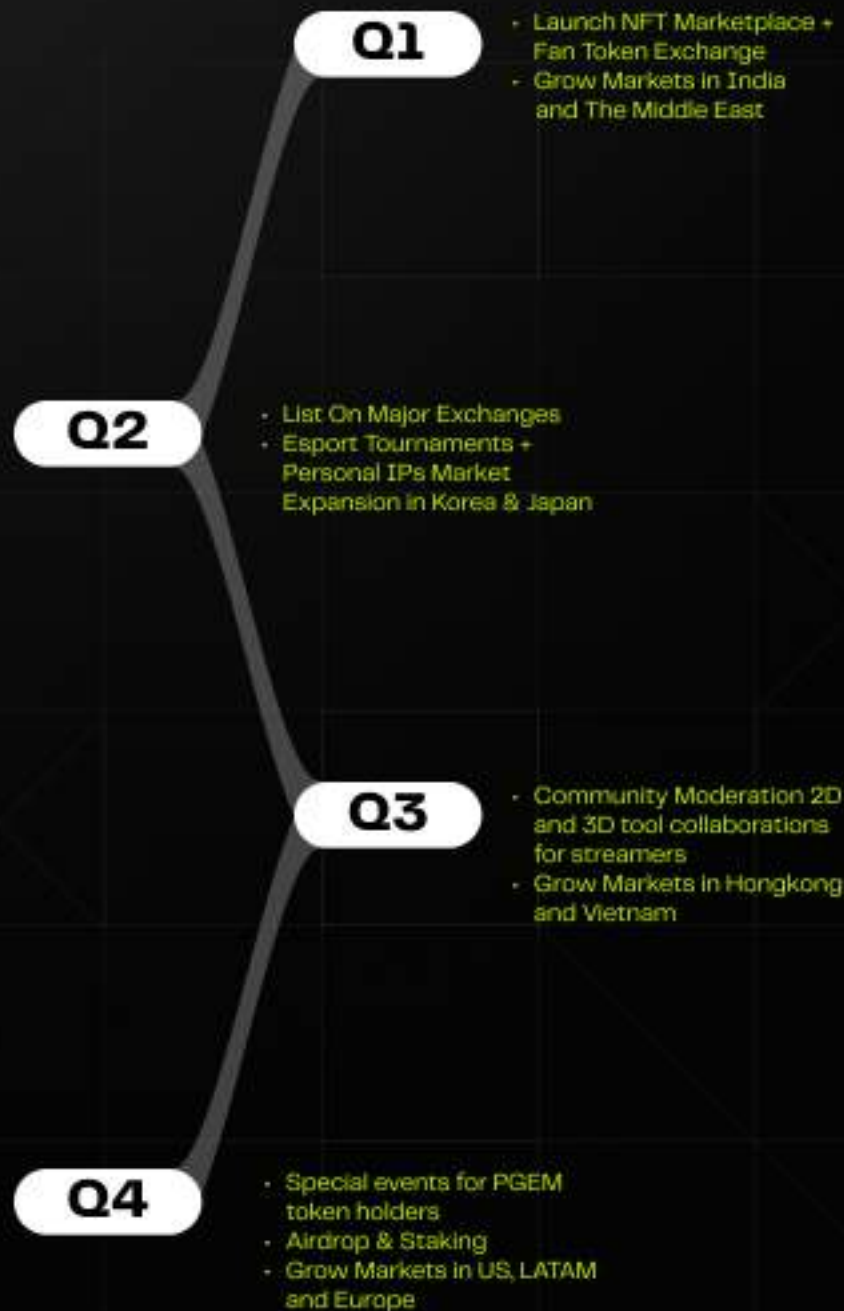 Q1
• Launch NFT Marketplace +
Fan Token Exchange
• Grow Markets in India
and The Middle East
Q2
• List On Major Exchanges
• Esport Tournaments +
Personal IPs Market
Expansion in Korea & Japan
Q3
• Community Moderation 2D
and 3D tool collaborations
for streamers
• Grow Markets in Hongkong
and Vietnam
Q4
• Special events for PGEM
token holders
• Airdrop & Staking
• Grow Markets in US, LATAM
and Europe